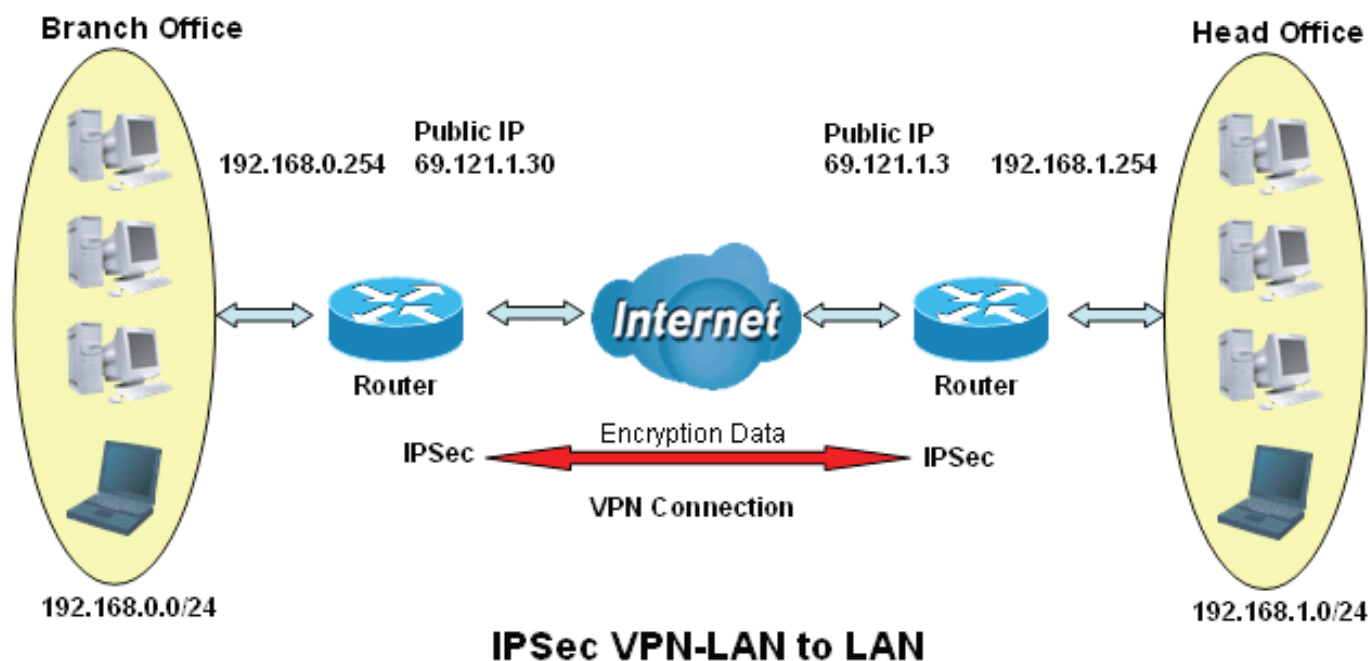 Branch Office
Head Office
Public IP
Public IP
192.168.0.254
69.121.1.30
69.121.1.3
192.168.1.254
Internet
Router
Router
Encryption Data
IPSec
IPSec
VPN Connection
192.168.0.0/24
192.168.1.0/24
IPSec VPN-LAN to LAN